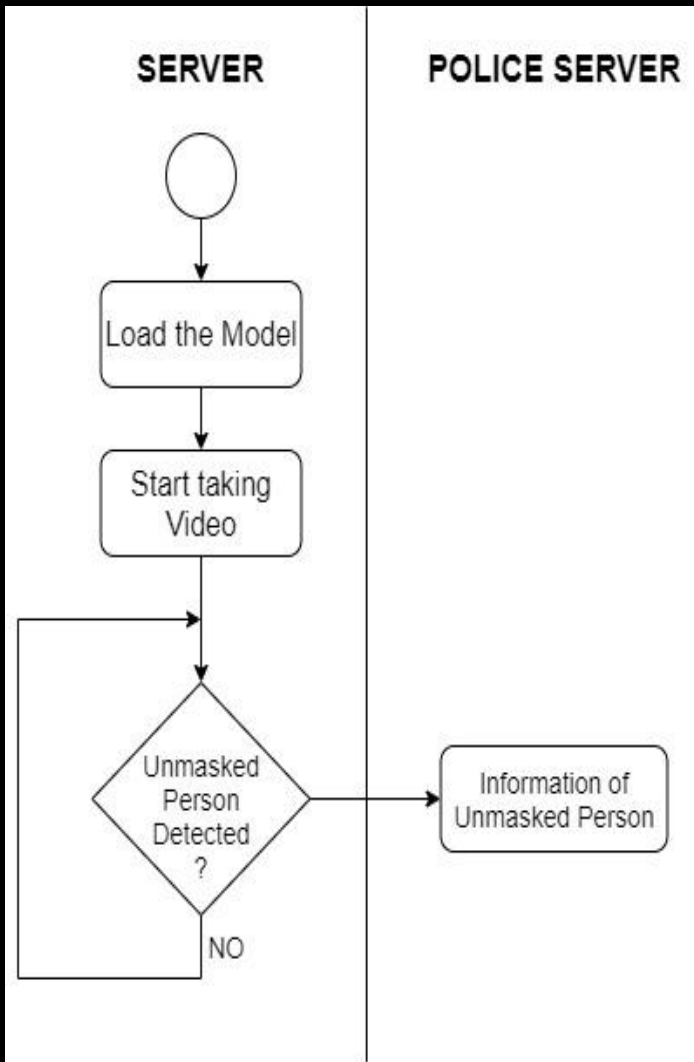 SERVER
POLICE SERVER
Load the Model
Start taking
Video
Unmasked
Person
Detected
?
Information of
Unmasked Person
NO